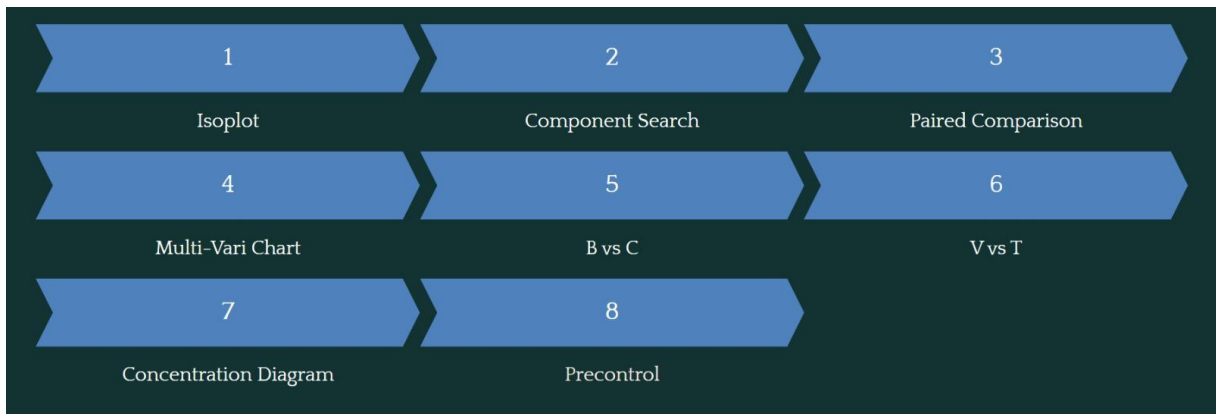 1
2
3
Isoplot
Component Search
Paired Comparison
4
5
6
Multi-Vari Chart
B vs C
V vs T
7
8
Concentration Diagram
Precontrol